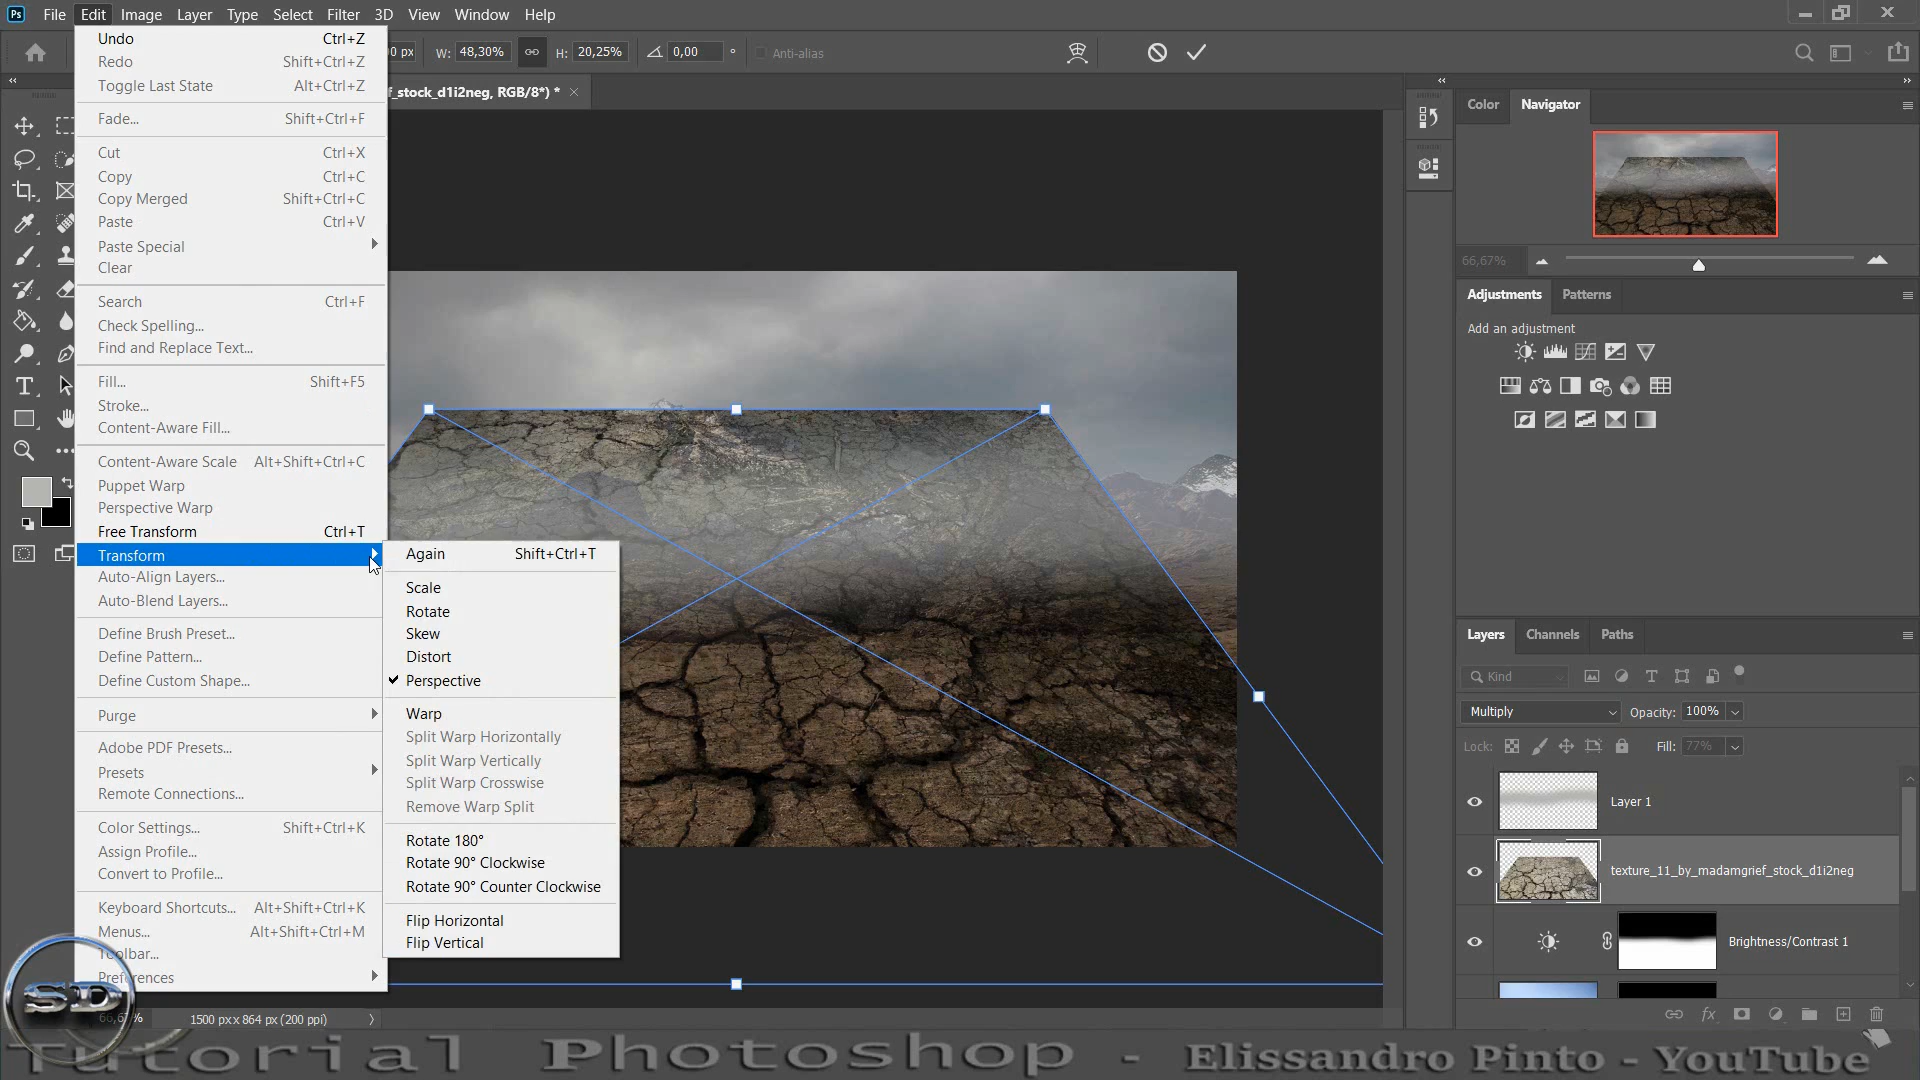 Ps File Edit Image Layer Type Select Filter 3D View Window Help
W: 48,30% H: 20,25% 0,00 ° Anti-alias
f_stock_d1i2neg, RGB/8*) * ×
Undo Ctrl+Z
Redo Shift+Ctrl+Z
Toggle Last State Alt+Ctrl+Z
Fade... Shift+Ctrl+F
Cut Ctrl+X
Copy Ctrl+C
Copy Merged Shift+Ctrl+C
Paste Ctrl+V
Paste Special
Clear
Search Ctrl+F
Check Spelling...
Find and Replace Text...
Fill... Shift+F5
Stroke...
Content-Aware Fill...
Content-Aware Scale Alt+Shift+Ctrl+C
Puppet Warp
Perspective Warp
Free Transform Ctrl+T
Transform
Auto-Align Layers...
Auto-Blend Layers...
Define Brush Preset...
Define Pattern...
Define Custom Shape...
Purge
Adobe PDF Presets...
Presets
Remote Connections...
Color Settings... Shift+Ctrl+K
Assign Profile...
Convert to Profile...
Keyboard Shortcuts... Alt+Shift+Ctrl+K
Menus... Alt+Shift+Ctrl+M
Toolbar...
Preferences
Again Shift+Ctrl+T
Scale
Rotate
Skew
Distort
Perspective
Warp
Split Warp Horizontally
Split Warp Vertically
Split Warp Crosswise
Remove Warp Split
Rotate 180°
Rotate 90° Clockwise
Rotate 90° Counter Clockwise
Flip Horizontal
Flip Vertical
Color Navigator
66,67%
Adjustments Patterns
Add an adjustment
Layers Channels Paths
Kind
Multiply Opacity: 100%
Lock: Fill: 77%
Layer 1
texture_11_by_madamgrief_stock_d1i2neg
Brightness/Contrast 1
fx
SD
66,67% 1500 px x 864 px (200 ppi)
Tutorial Photoshop - Elissandro Pinto - YouTube